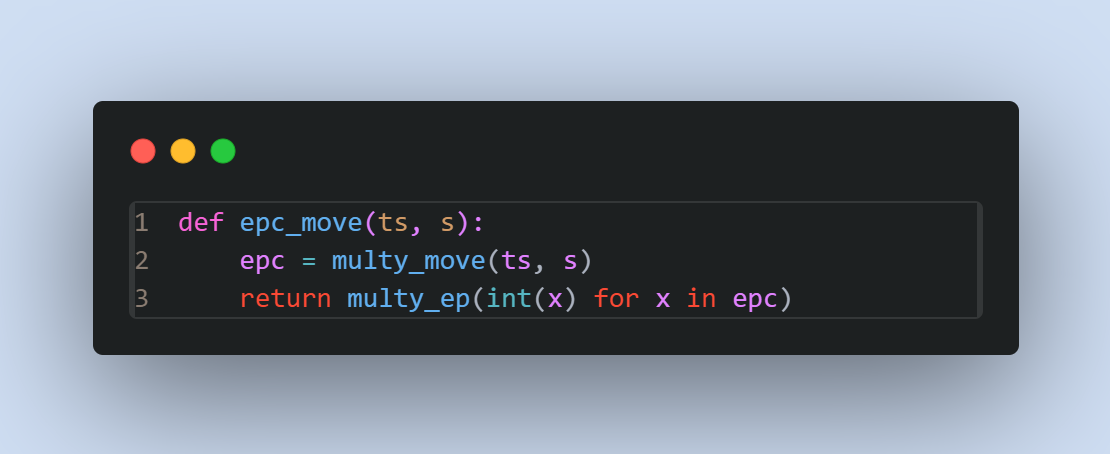 1 def epc_move(ts, s):
2     epc = multy_move(ts, s)
3     return multy_ep(int(x) for x in epc)